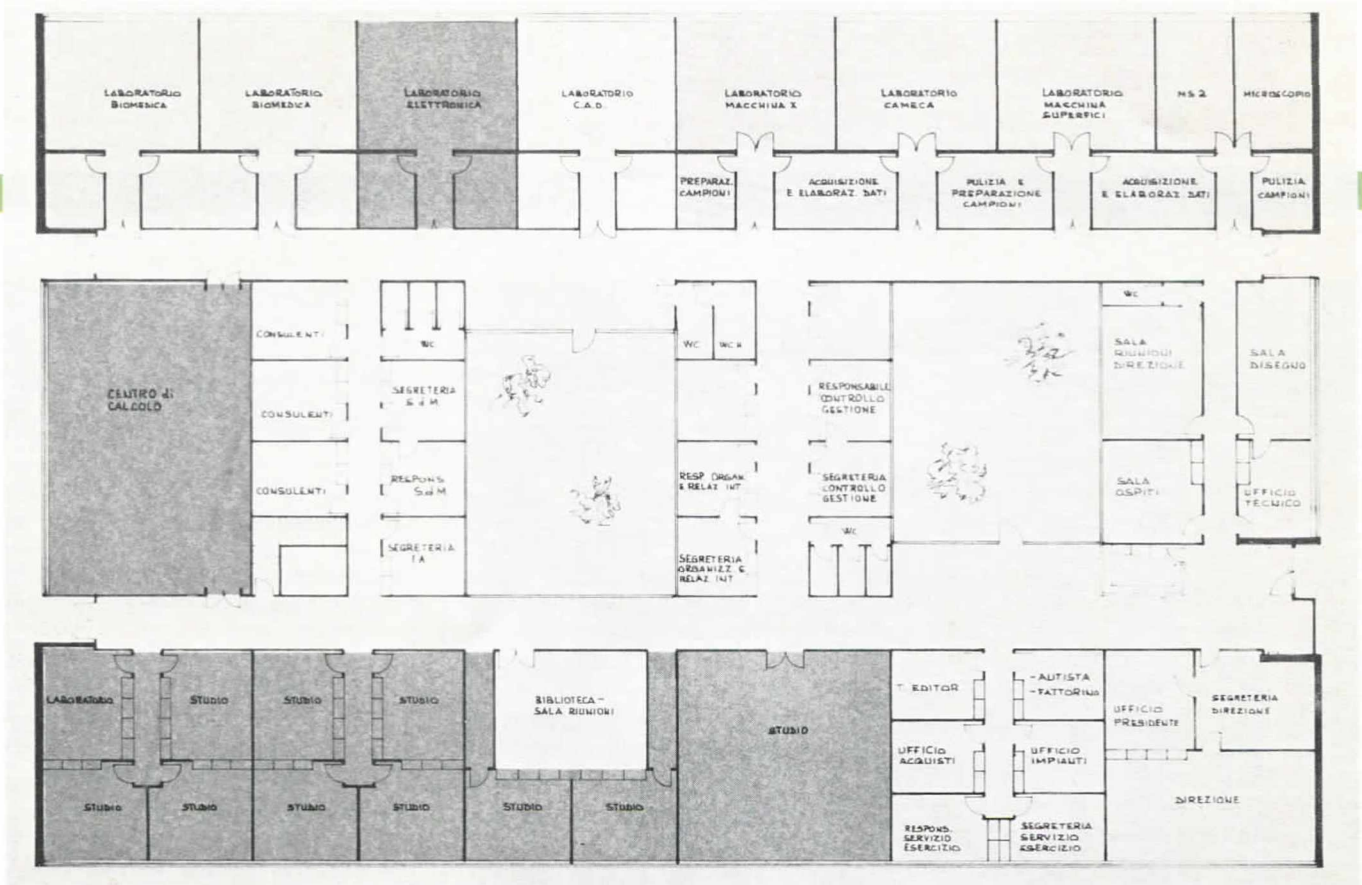 LABORATORIO
BIOMEDICA
LABORATORIO
BIOMEDICA
LABORATORIO
ELETTRONICA
LABORATORIO
C.A.D.
LABORATORIO
MACCHINA X
LABORATORIO
CAMECA
LABORATORIO
MACCHINA
SUPERFICI
MS2
MICROSCOPIO
PREPARAZ.
CAMPIONI
ACQUISIZIONE
E ELABORAZ. DATI
PULIZIA E
PREPARAZIONE
CAMPIONI
ACQUISIZIONE
E ELABORAZ. DATI
PULIZIA
CAMPIONI
CENTRO di
CALCOLO
CONSULENTI
CONSULENTI
CONSULENTI
WC
SEGRETERIA
S d M
RESPONS.
S d M
SEGRETERIA
I A
WC
WC H
RESP. ORGAN.
E RELAZ INT
SEGRETERIA
ORGANIZZ E
RELAZ INT
RESPONSABILE
CONTROLLO
GESTIONE
SEGRETERIA
CONTROLLO
GESTIONE
WC
WC
SALA
RIUNIONI
DIREZIONE
SALA
OSPITI
SALA
DISEGNO
UFFICIO
TECNICO
LABORATORIO
STUDIO
STUDIO
STUDIO
STUDIO
STUDIO
STUDIO
STUDIO
BIBLIOTECA -
SALA RIUNIONI
STUDIO
STUDIO
STUDIO
T. EDITOR
- AUTISTA
- FATTORINO
UFFICIO
ACQUISTI
UFFICIO
IMPIANTI
RESPONS.
SERVIZIO
ESERCIZIO
SEGRETERIA
SERVIZIO
ESERCIZIO
UFFICIO
PRESIDENTE
SEGRETERIA
DIREZIONE
DIREZIONE